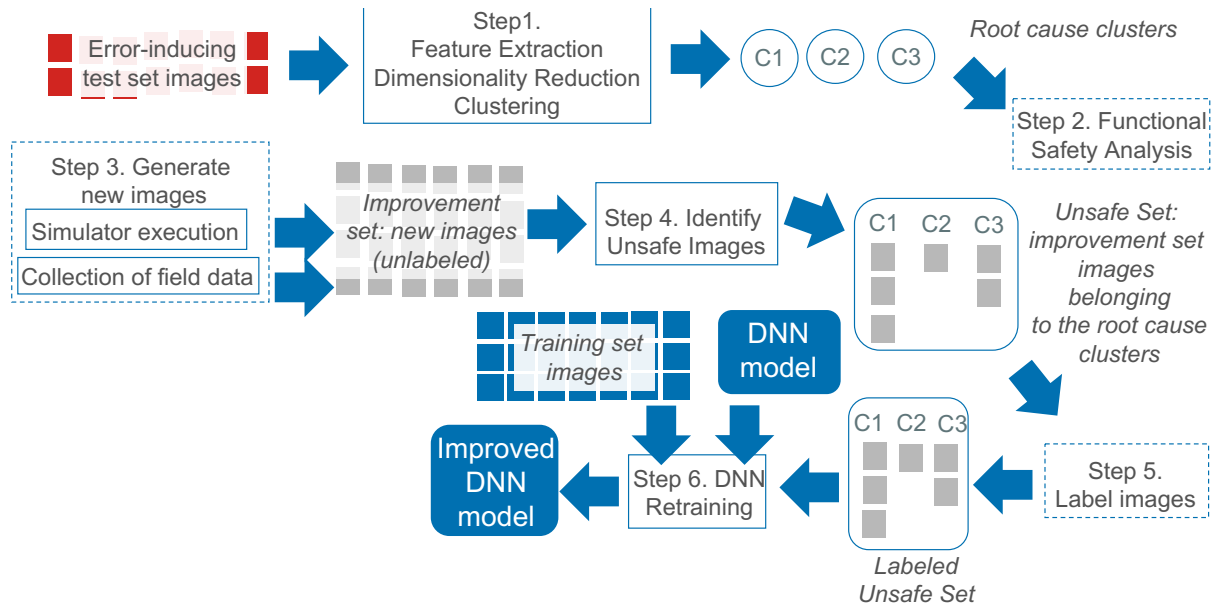 Error-inducing
test set images
Step1.
Feature Extraction
Dimensionality Reduction
Clustering
C1
C2
C3
Root cause clusters
Step 2. Functional
Safety Analysis
Step 3. Generate
new images
Simulator execution
Collection of field data
Improvement
set: new images
(unlabeled)
Step 4. Identify
Unsafe Images
C1
C2
C3
Unsafe Set:
improvement set
images
belonging
to the root cause
clusters
Training set
images
DNN
model
Improved
DNN
model
Step 6. DNN
Retraining
C1
C2
C3
Labeled
Unsafe Set
Step 5.
Label images